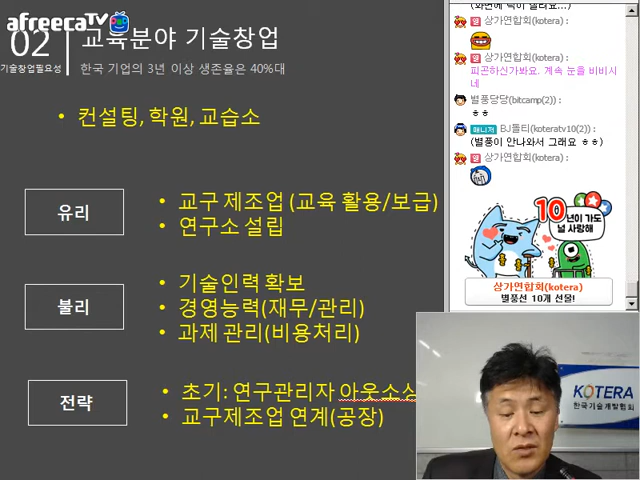 afreecaTV
02
교육분야 기술창업
기술창업필요성
한국 기업의 3년 이상 생존율은 40%대
• 컨설팅, 학원, 교습소
유리
• 교구 제조업 (교육 활용/보급)
• 연구소 설립
불리
• 기술인력 확보
• 경영능력(재무/관리)
• 과제 관리(비용처리)
전략
• 초기: 연구관리자 아웃소싱
• 교구제조업 연계(공장)
상가연합회(kotera) :
상가연합회(kotera) :
피곤하신가봐요. 계속 눈을 비비시
네
별풍당당(bitcamp(2)) :
ㅎㅎ
매니저 BJ쫄티(koteratv10(2)) :
(별풍이 안나와서 그래요 ㅎㅎ)
상가연합회(kotera) :
10년이 가도
널 사랑해
상가연합회(kotera)
별풍선 10개 선물!
KOTERA
한국기술개발협회